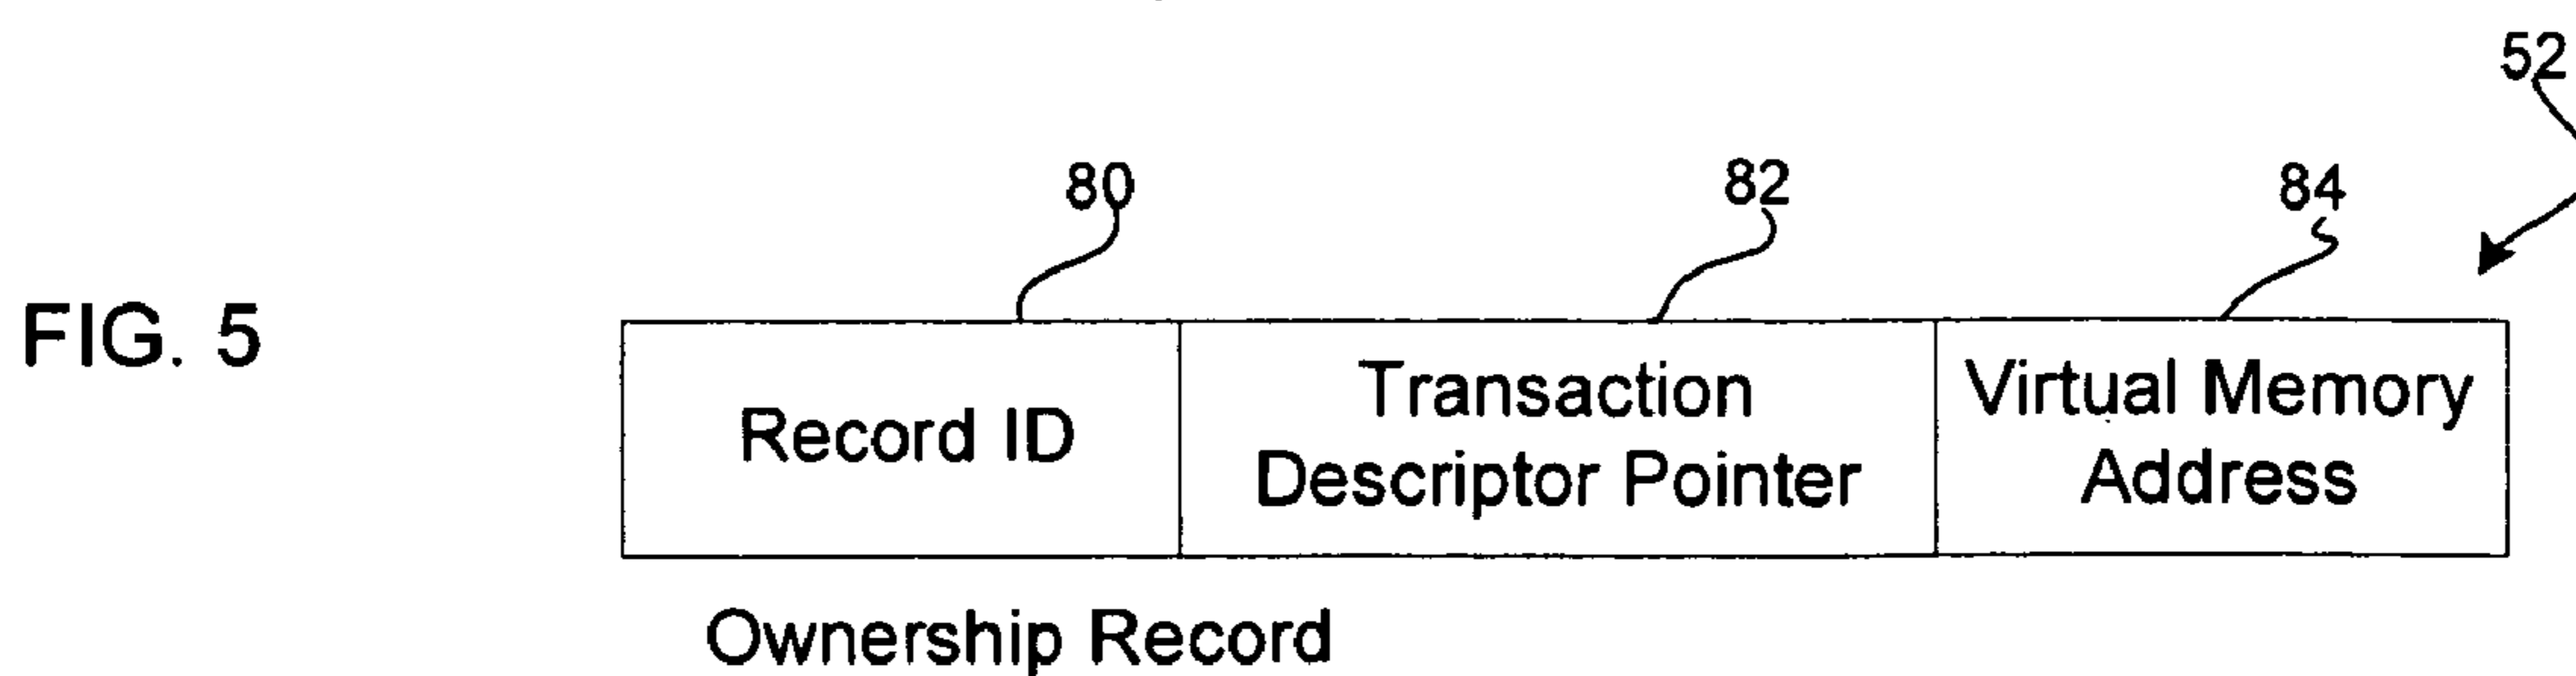 52
80
82
84
FIG. 5
Record ID
Transaction
Descriptor Pointer
Virtual Memory
Address
Ownership Record